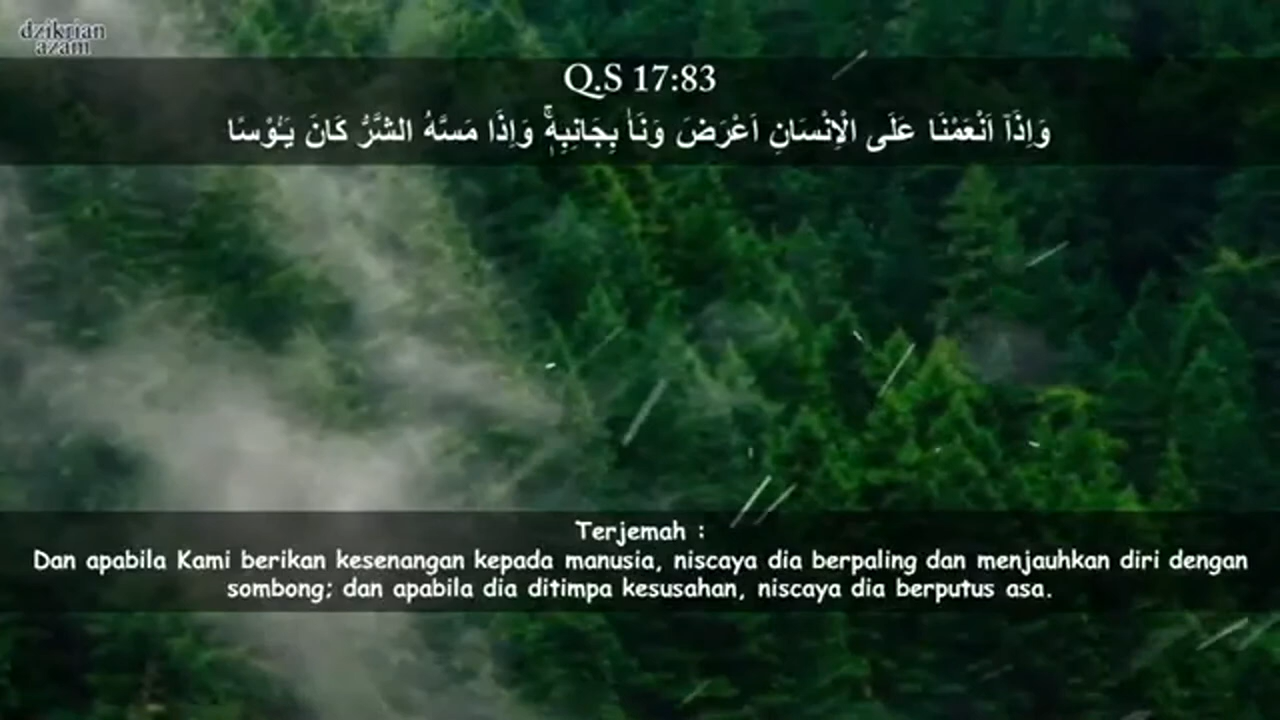 dzikrian
azam
Q.S 17:83
وَاِذَآ اَنْعَمْنَا عَلَى الْاِنْسَانِ اَعْرَضَ وَنَاٰ بِجَانِبِهٖۚ وَاِذَا مَسَّهُ الشَّرُّ كَانَ يَـُٔوْسًا
Terjemah :
Dan apabila Kami berikan kesenangan kepada manusia, niscaya dia berpaling dan menjauhkan diri dengan
sombong; dan apabila dia ditimpa kesusahan, niscaya dia berputus asa.